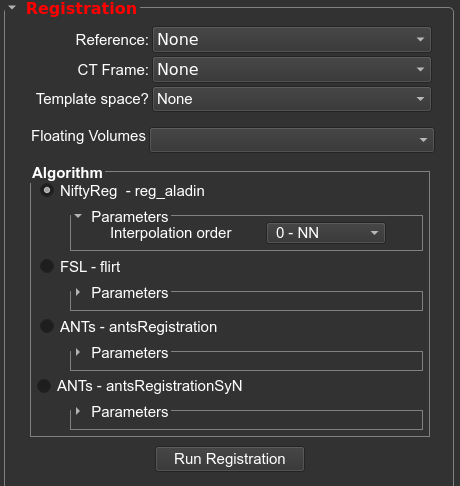 Registration
Reference: None
CT Frame: None
Template space? None
Floating Volumes
Algorithm
NiftyReg - reg_aladin
Parameters
Interpolation order 0 - NN
FSL - flirt
Parameters
ANTs - antsRegistration
Parameters
ANTs - antsRegistrationSyN
Parameters
Run Registration